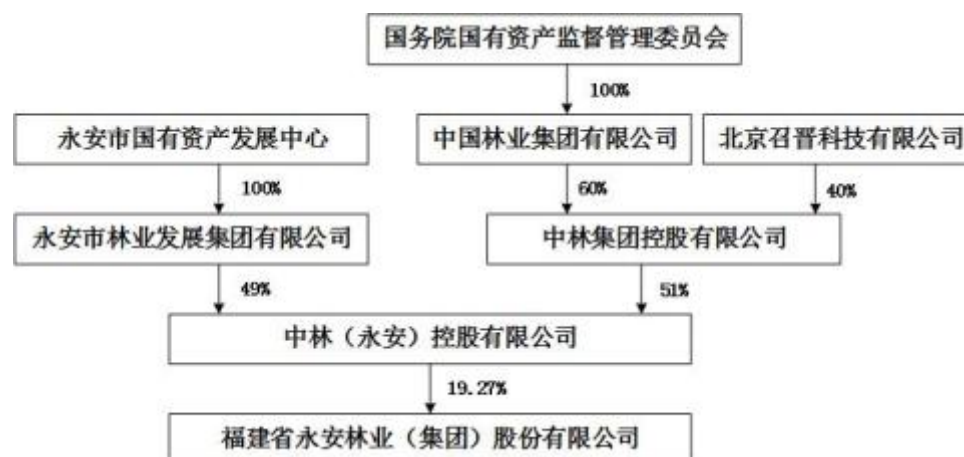 国务院国有资产监督管理委员会
100%
永安市国有资产发展中心
中国林业集团有限公司
北京召晋科技有限公司
100%
60%
40%
永安市林业发展集团有限公司
中林集团控股有限公司
49%
51%
中林（永安）控股有限公司
19.27%
福建省永安林业（集团）股份有限公司